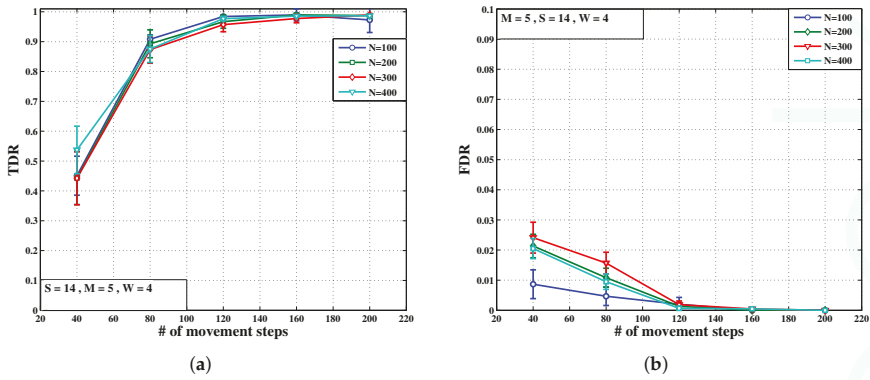 TDR
1
0.9
0.8
0.7
0.6
0.5
0.4
0.3
0.2
0.1
0
N=100
N=200
N=300
N=400
S = 14 , M = 5 , W = 4
20 40 60 80 100 120 140 160 180 200 220
# of movement steps
(a)
FDR
0.1
0.09
0.08
0.07
0.06
0.05
0.04
0.03
0.02
0.01
0
M = 5 , S = 14 , W = 4
N=100
N=200
N=300
N=400
20 40 60 80 100 120 140 160 180 200 220
# of movement steps
(b)